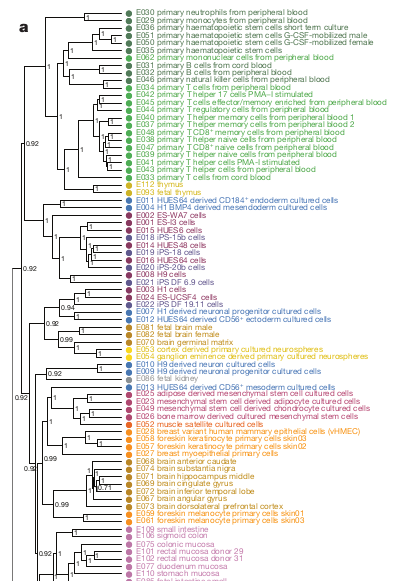 a
E030 primary neutrophils from peripheral blood
E029 primary monocytes from peripheral blood
E036 primary haematopoietic stem cells short term culture
E051 primary haematopoietic stem cells G-CSF-mobilized male
E050 primary haematopoietic stem cells G-CSF-mobilized female
E035 primary haematopoietic stem cells
E062 primary mononuclear cells from peripheral blood
E031 primary B cells from cord blood
E032 primary B cells from peripheral blood
E046 primary natural killer cells from peripheral blood
E034 primary T cells from peripheral blood
E042 primary T helper 17 cells PMA–I stimulated
E045 primary T cells effector/memory enriched from peripheral blood
E044 primary T regulatory cells from peripheral blood
E040 primary T helper memory cells from peripheral blood 1
E037 primary T helper memory cells from peripheral blood 2
E048 primary TCD8⁺ memory cells from peripheral blood
E038 primary T helper naive cells from peripheral blood
E047 primary TCD8⁺ naive cells from peripheral blood
E039 primary T helper naive cells from peripheral blood
E041 primary T helper cells PMA-I stimulated
E043 primary T helper cells from peripheral blood
E033 primary T cells from cord blood
E112 thymus
E093 fetal thymus
E011 HUES64 derived CD184⁺ endoderm cultured cells
E004 H1 BMP4 derived mesendoderm cultured cells
E002 ES-WA7 cells
E001 ES-I3 cells
E015 HUES6 cells
E018 iPS-15b cells
E014 HUES48 cells
E019 iPS-18 cells
E016 HUES64 cells
E020 iPS-20b cells
E008 H9 cells
E021 iPS DF 6.9 cells
E003 H1 cells
E024 ES-UCSF4 cells
E022 iPS DF 19.11 cells
E007 H1 derived neuronal progenitor cultured cells
E012 HUES64 derived CD56⁺ ectoderm cultured cells
E081 fetal brain male
E082 fetal brain female
E070 brain germinal matrix
E053 cortex derived primary cultured neurospheres
E054 ganglion eminence derived primary cultured neurospheres
E010 H9 derived neuron cultured cells
E009 H9 derived neuronal progenitor cultured cells
E086 fetal kidney
E013 HUES64 derived CD56⁺ mesoderm cultured cells
E025 adipose derived mesenchymal stem cell cultured cells
E023 mesenchymal stem cell derived adipocyte cultured cells
E049 mesenchymal stem cell derived chondrocyte cultured cells
E026 bone marrow derived cultured mesenchymal stem cells
E052 muscle satellite cultured cells
E028 breast variant human mammary epithelial cells (vHMEC)
E058 foreskin keratinocyte primary cells skin03
E057 foreskin keratinocyte primary cells skin02
E027 breast myoepithelial primary cells
E068 brain anterior caudate
E074 brain substantia nigra
E071 brain hippocampus middle
E069 brain cingulate gyrus
E072 brain inferior temporal lobe
E067 brain angular gyrus
E073 brain dorsolateral prefrontal cortex
E059 foreskin melanocyte primary cells skin01
E061 foreskin melanocyte primary cells skin03
E109 small intestine
E106 sigmoid colon
E075 colonic mucosa
E101 rectal mucosa donor 29
E102 rectal mucosa donor 31
E077 duodenum mucosa
E110 stomach mucosa